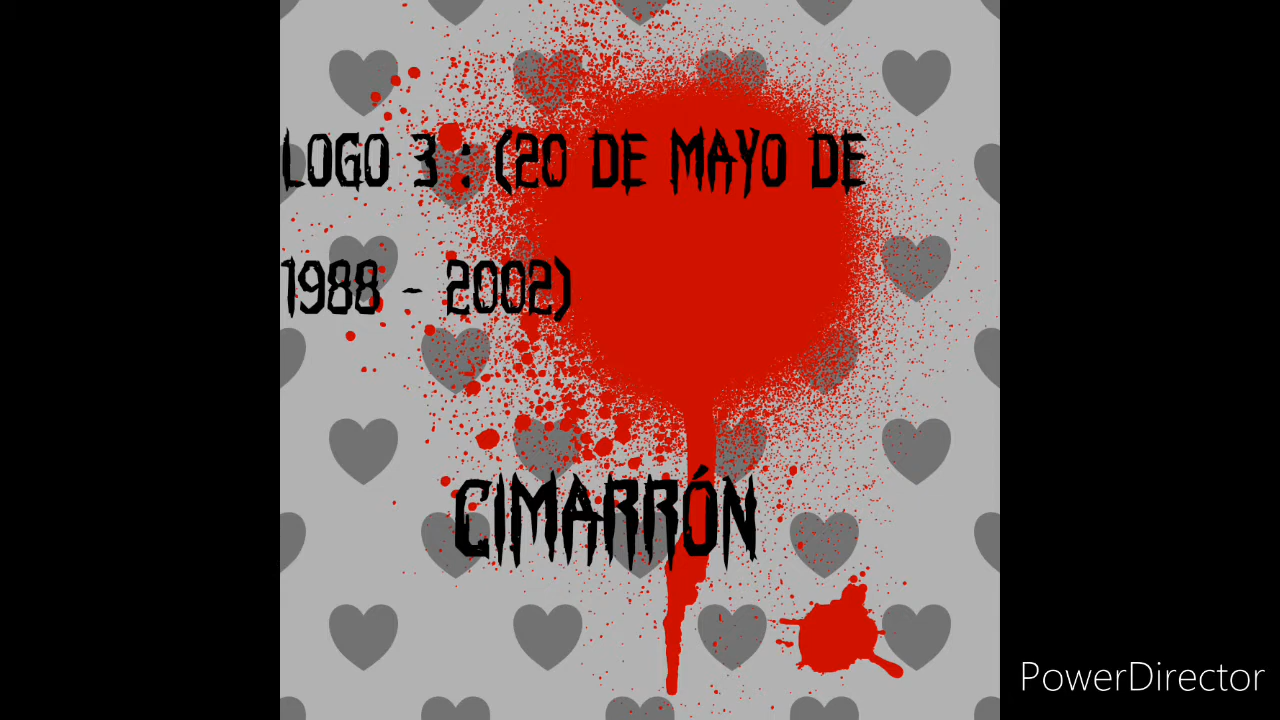 LOGO 3 : (20 DE MAYO DE
1988 - 2002)
CIMARRÓN
PowerDirector